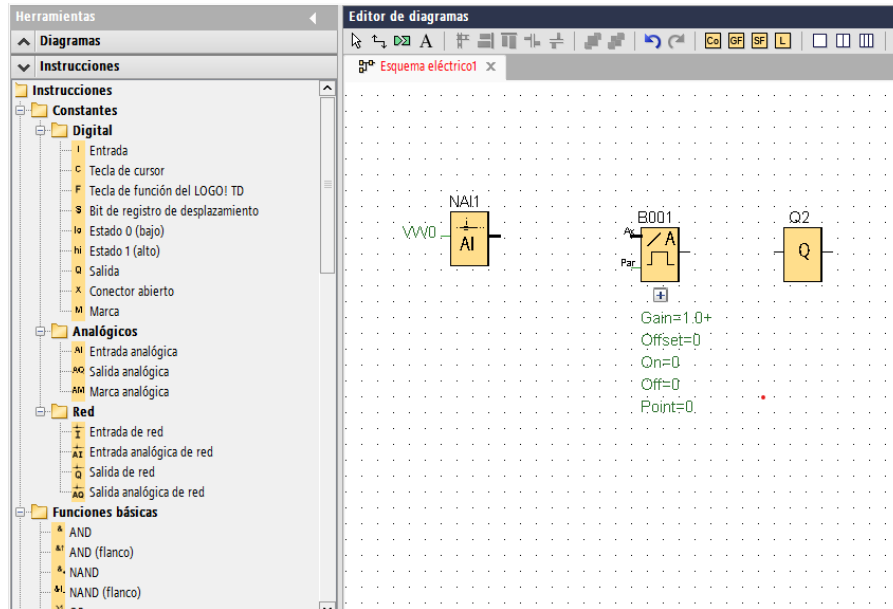 Herramientas
Diagramas
Instrucciones
Instrucciones
Constantes
Digital
I Entrada
C Tecla de cursor
F Tecla de función del LOGO! TD
S Bit de registro de desplazamiento
lo Estado 0 (bajo)
hi Estado 1 (alto)
Q Salida
X Conector abierto
M Marca
Analógicos
AI Entrada analógica
AQ Salida analógica
AM Marca analógica
Red
I Entrada de red
AI Entrada analógica de red
Q Salida de red
AQ Salida analógica de red
Funciones básicas
& AND
&↑ AND (flanco)
NAND
NAND (flanco)
Editor de diagramas
A Co GF SF L
Esquema eléctrico1 X
NAI1
VW0 AI
B001
Ax A
Par
Gain=1.0+
Offset=0
On=0
Off=0
Point=0
Q2
Q